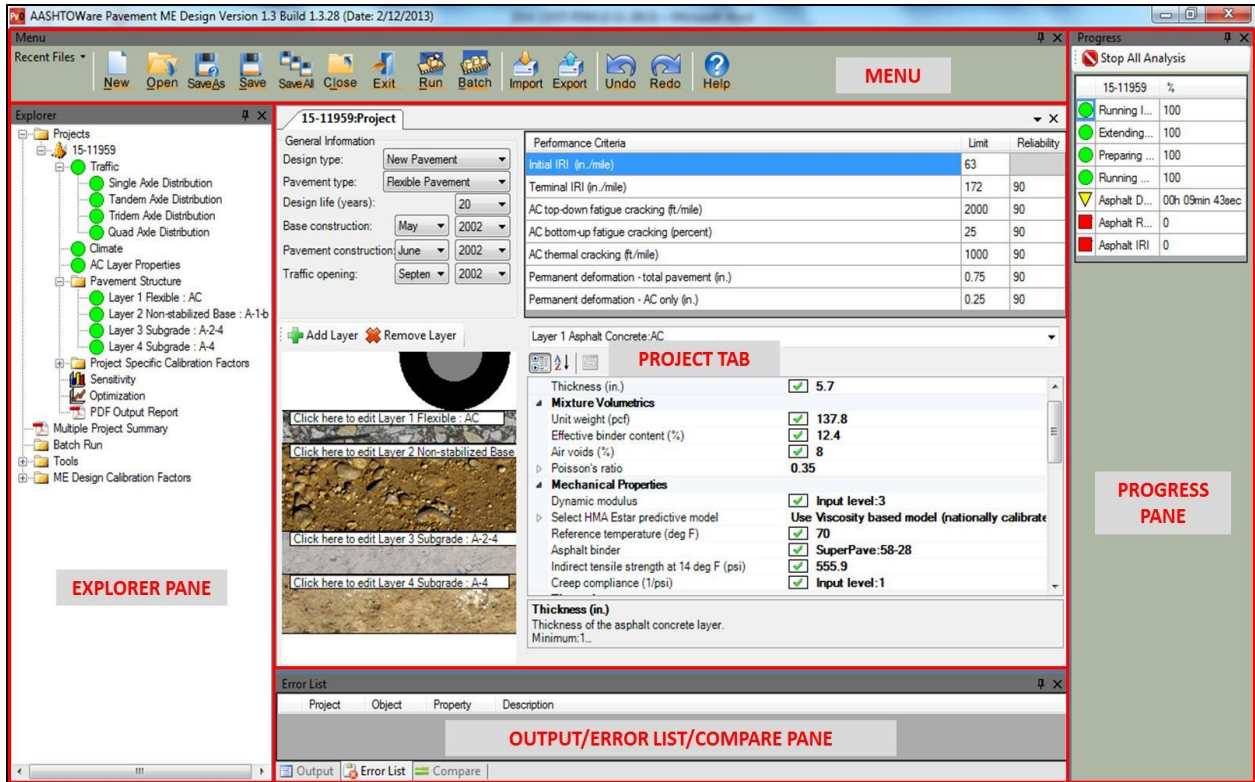 AASHTOWare Pavement ME Design Version 1.3 Build 1.3.28 (Date: 2/12/2013)
Menu
Recent Files
New Open SaveAs Save SaveAll Close Exit Run Batch Import Export Undo Redo Help
MENU
Explorer
Projects
15-11959
Traffic
Single Axle Distribution
Tandem Axle Distribution
Tridem Axle Distribution
Quad Axle Distribution
Climate
AC Layer Properties
Pavement Structure
Layer 1 Flexible : AC
Layer 2 Non-stabilized Base : A-1-b
Layer 3 Subgrade : A-2-4
Layer 4 Subgrade : A-4
Project Specific Calibration Factors
Sensitivity
Optimization
PDF Output Report
Multiple Project Summary
Batch Run
Tools
ME Design Calibration Factors
EXPLORER PANE
15-11959:Project
General Information
Design type: New Pavement
Pavement type: Flexible Pavement
Design life (years): 20
Base construction: May 2002
Pavement construction: June 2002
Traffic opening: Septen 2002
Performance Criteria Limit Reliability
Initial IRI (in./mile) 63
Terminal IRI (in./mile) 172 90
AC top-down fatigue cracking (ft/mile) 2000 90
AC bottom-up fatigue cracking (percent) 25 90
AC thermal cracking (ft/mile) 1000 90
Permanent deformation - total pavement (in.) 0.75 90
Permanent deformation - AC only (in.) 0.25 90
Add Layer Remove Layer
Click here to edit Layer 1 Flexible : AC
Click here to edit Layer 2 Non-stabilized Base
Click here to edit Layer 3 Subgrade : A-2-4
Click here to edit Layer 4 Subgrade : A-4
Layer 1 Asphalt Concrete:AC
PROJECT TAB
Thickness (in.) 5.7
Mixture Volumetrics
Unit weight (pcf) 137.8
Effective binder content (%) 12.4
Air voids (%) 8
Poisson's ratio 0.35
Mechanical Properties
Dynamic modulus Input level:3
Select HMA Estar predictive model Use Viscosity based model (nationally calibrate
Reference temperature (deg F) 70
Asphalt binder SuperPave:58-28
Indirect tensile strength at 14 deg F (psi) 555.9
Creep compliance (1/psi) Input level:1
Thickness (in.)
Thickness of the asphalt concrete layer.
Minimum:1...
Error List
Project Object Property Description
OUTPUT/ERROR LIST/COMPARE PANE
Output Error List Compare
Progress
Stop All Analysis
15-11959 %
Running I... 100
Extending... 100
Preparing ... 100
Running ... 100
Asphalt D... 00h 09min 43sec
Asphalt R... 0
Asphalt IRI 0
PROGRESS
PANE